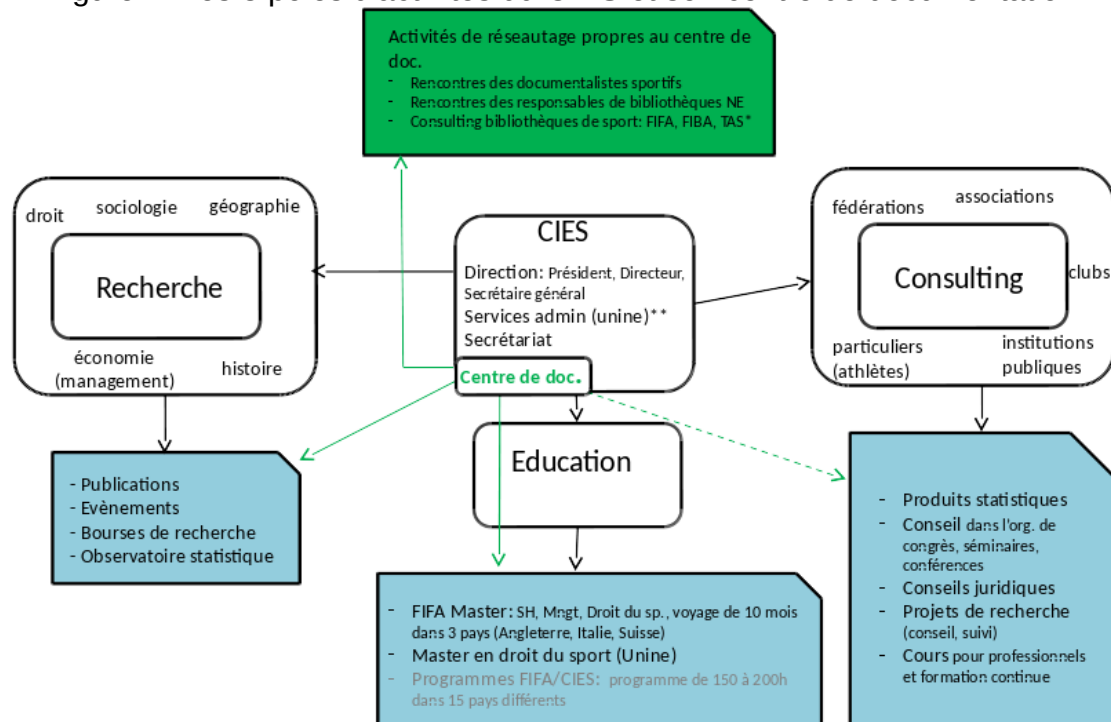 Activités de réseautage propres au centre de
doc.
- Rencontres des documentalistes sportifs
- Rencontres des responsables de bibliothèques NE
- Consulting bibliothèques de sport: FIFA, FIBA, TAS*
droit
sociologie
géographie
Recherche
économie
(management)
histoire
CIES
Direction: Président, Directeur,
Secrétaire général
Services admin (unine)**
Secrétariat
Centre de doc.
fédérations
associations
Consulting
clubs
particuliers
(athlètes)
institutions
publiques
Education
- Publications
- Evènements
- Bourses de recherche
- Observatoire statistique
- FIFA Master: SH, Mngt, Droit du sp., voyage de 10 mois
dans 3 pays (Angleterre, Italie, Suisse)
- Master en droit du sport (Unine)
- Programmes FIFA/CIES: programme de 150 à 200h
dans 15 pays différents
- Produits statistiques
- Conseil dans l'org. de
congrès, séminaires,
conférences
- Conseils juridiques
- Projets de recherche
(conseil, suivi)
- Cours pour professionnels
et formation continue